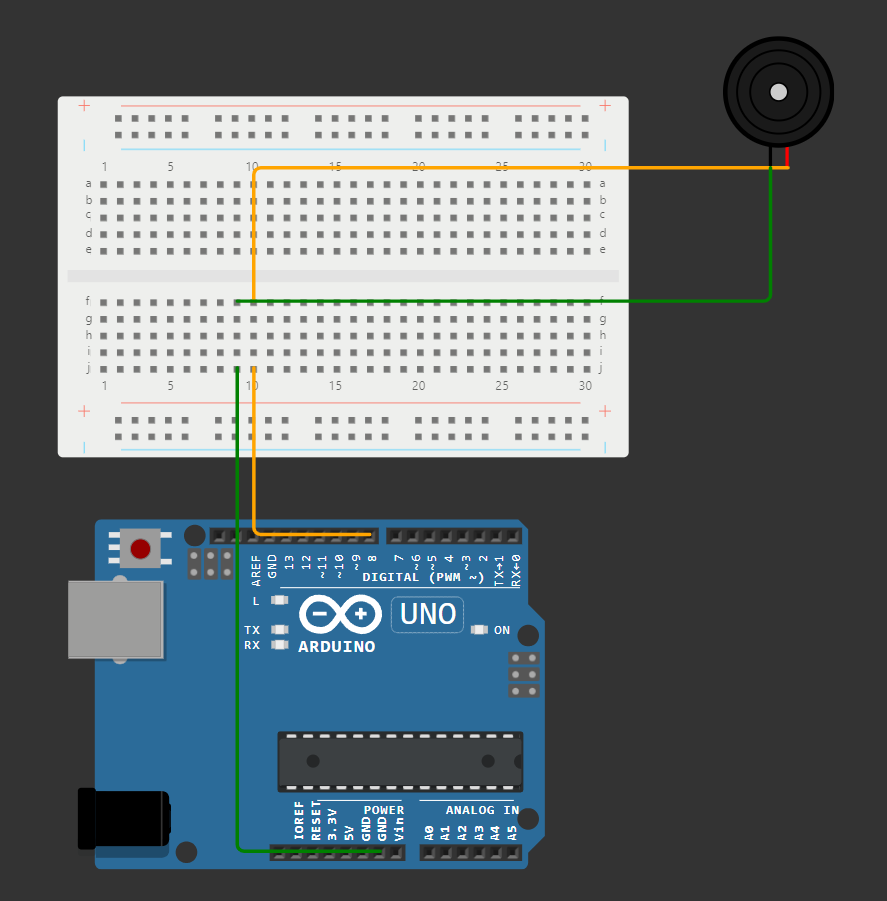 + +
1 5 10 15 20 25 30
a a
b b
c c
d d
e e
f f
g g
h h
i i
j j
1 5 10 15 20 25 30
+ +
AREF GND 13 12 ~11 ~10 ~9 8 7 ~6 ~5 4 ~3 2 TX→1 RX←0
DIGITAL (PWM ~)
L
TX
RX
UNO
ON
ARDUINO
IOREF RESET 3.3V 5V GND GND Vin
POWER
ANALOG IN
A0 A1 A2 A3 A4 A5